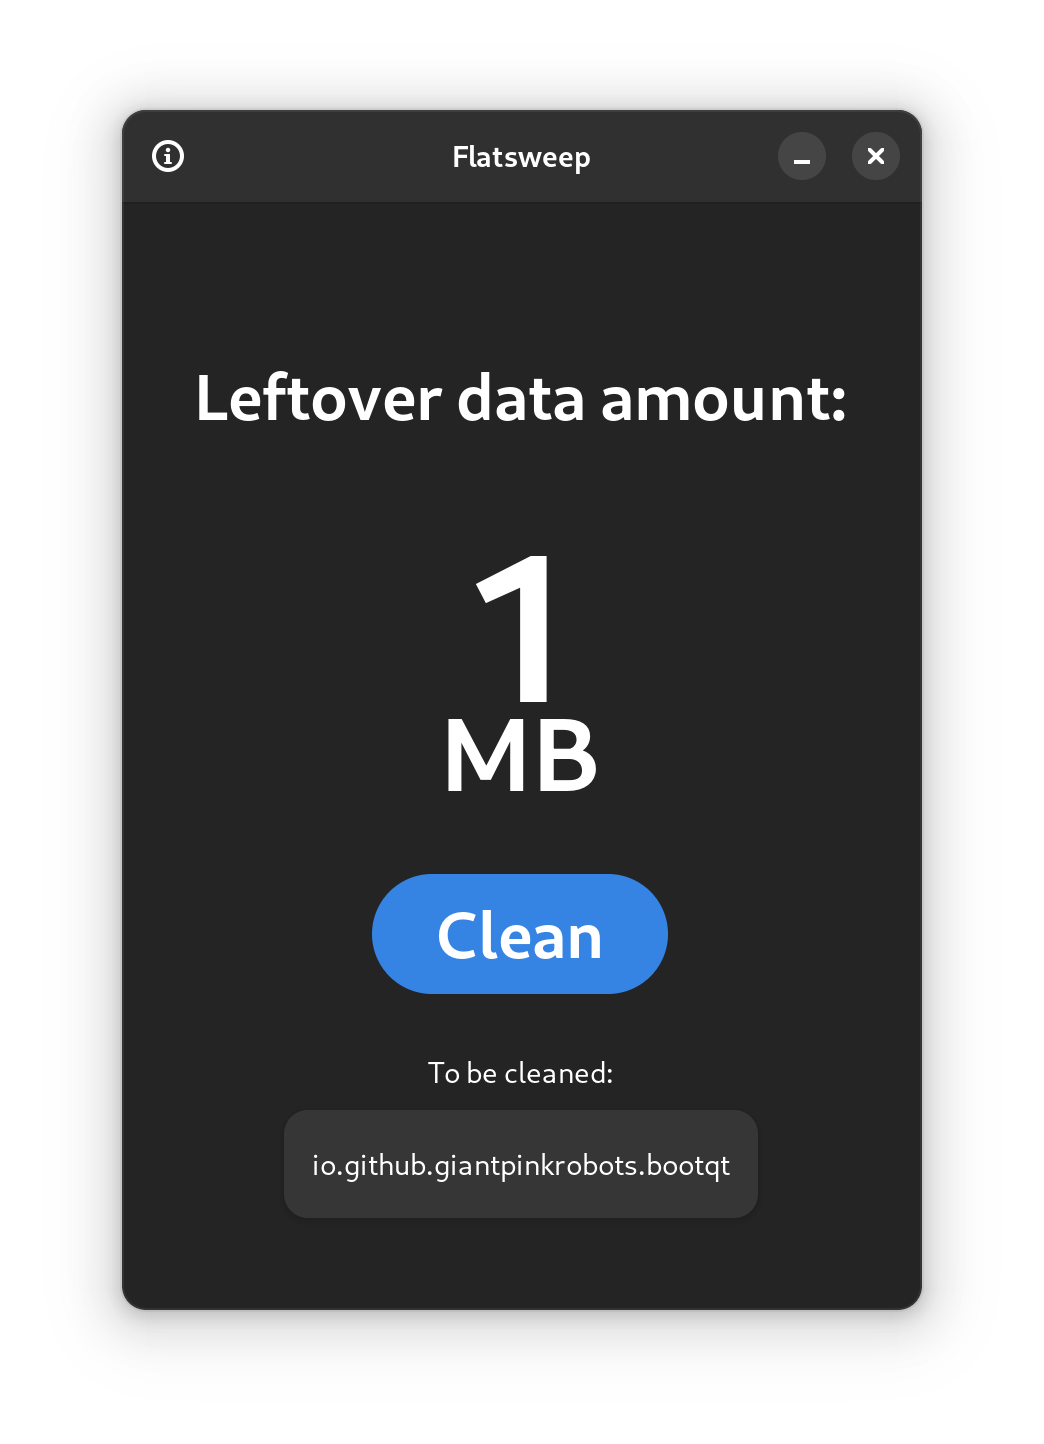 Flatsweep
Leftover data amount:
1
MB
Clean
To be cleaned:
io.github.giantpinkrobots.bootqt